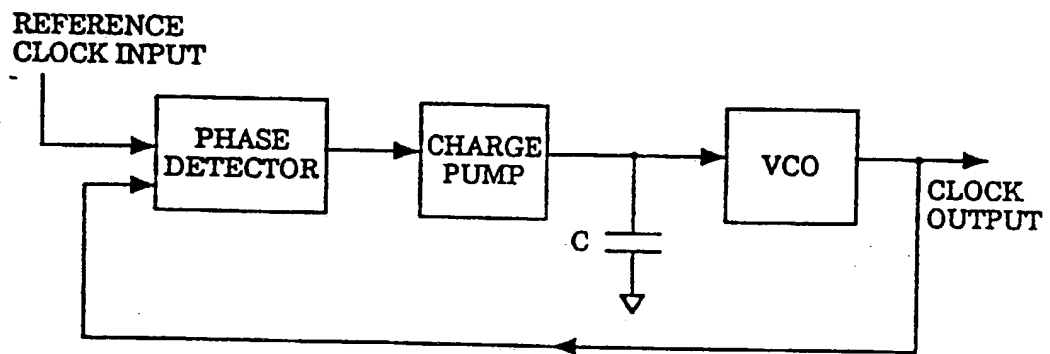 REFERENCE
CLOCK INPUT
PHASE
DETECTOR
CHARGE
PUMP
VCO
CLOCK
OUTPUT
C